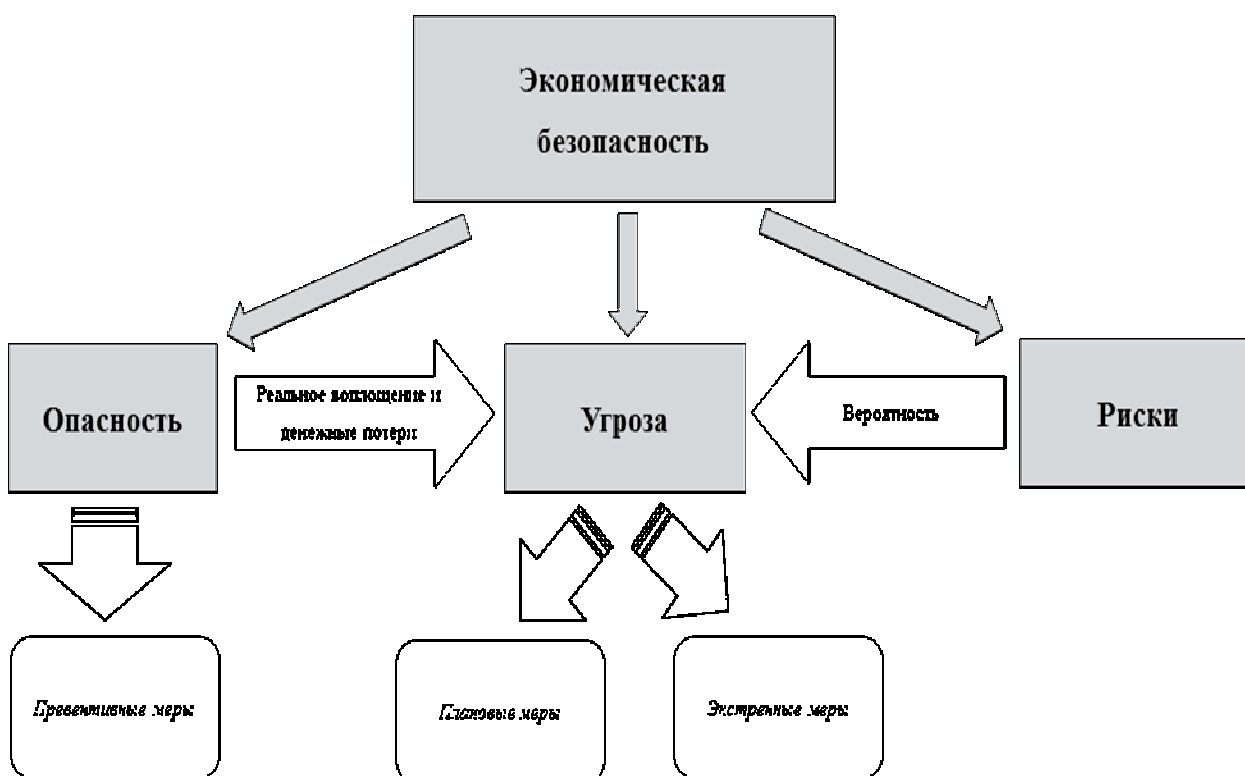 Экономическая
безопасность
Опасность
Реальное воплощение и
денежные потери
Угроза
Вероятность
Риски
Превентивные меры
Плановые меры
Экстренные меры